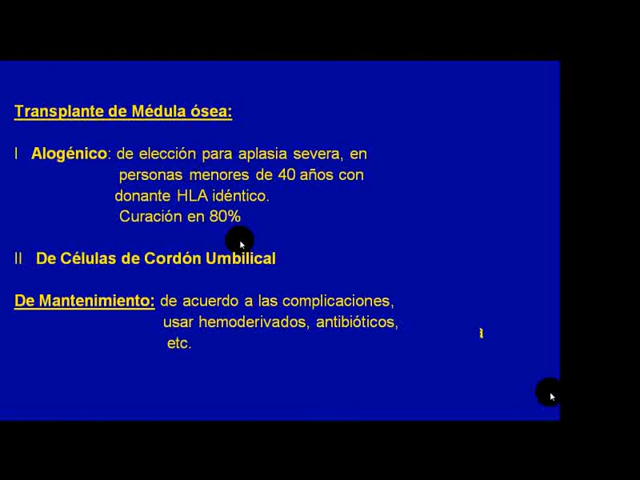 Transplante de Médula ósea:
I Alogénico: de elección para aplasia severa, en
personas menores de 40 años con
donante HLA idéntico.
Curación en 80%
II De Células de Cordón Umbilical
De Mantenimiento: de acuerdo a las complicaciones,
usar hemoderivados, antibióticos,
etc.
a